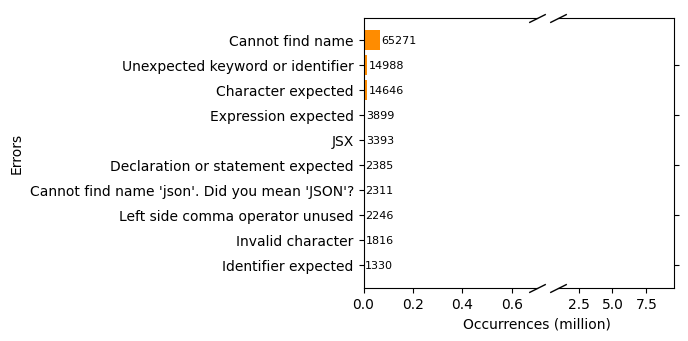 Cannot find name 65271
Unexpected keyword or identifier 14988
Character expected 14646
Expression expected 3899
JSX 3393
Declaration or statement expected 2385
Cannot find name 'json'. Did you mean 'JSON'? 2311
Left side comma operator unused 2246
Invalid character 1816
Identifier expected 1330
Errors
0.0 0.2 0.4 0.6 2.5 5.0 7.5
Occurrences (million)